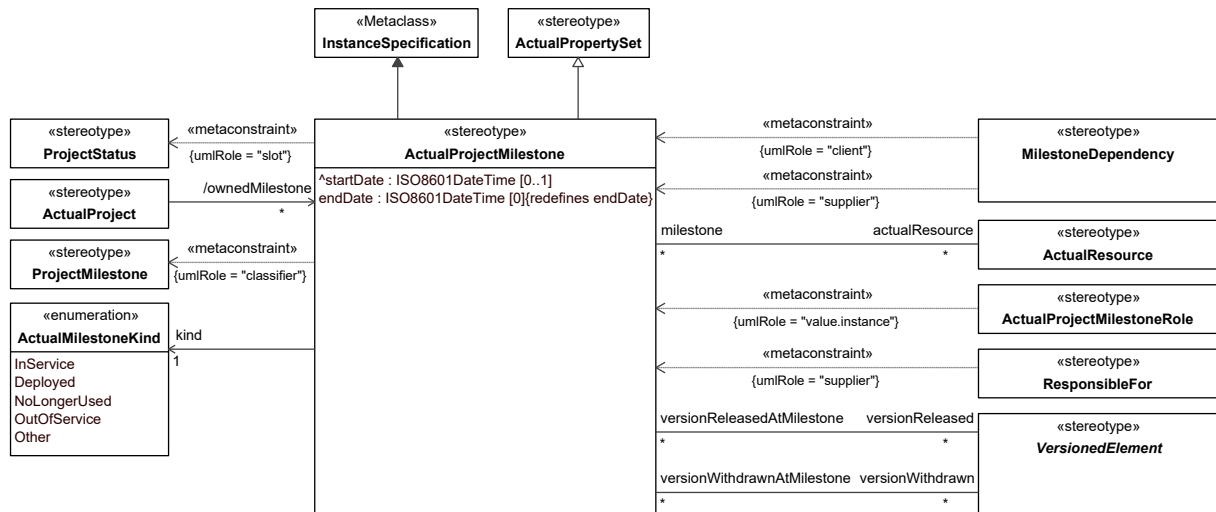 «Metaclass»
InstanceSpecification
«stereotype»
ActualPropertySet
«stereotype»
ProjectStatus
«metaconstraint»
{umlRole = "slot"}
«stereotype»
ActualProject
/ownedMilestone
*
«stereotype»
ProjectMilestone
«metaconstraint»
{umlRole = "classifier"}
«enumeration»
ActualMilestoneKind
InService
Deployed
NoLongerUsed
OutOfService
Other
kind
1
«stereotype»
ActualProjectMilestone
^startDate : ISO8601DateTime [0..1]
endDate : ISO8601DateTime [0]{redefines endDate}
«metaconstraint»
{umlRole = "client"}
«metaconstraint»
{umlRole = "supplier"}
«stereotype»
MilestoneDependency
milestone
*
actualResource
*
«stereotype»
ActualResource
«metaconstraint»
{umlRole = "value.instance"}
«stereotype»
ActualProjectMilestoneRole
«metaconstraint»
{umlRole = "supplier"}
«stereotype»
ResponsibleFor
versionReleasedAtMilestone
*
versionReleased
*
versionWithdrawnAtMilestone
*
versionWithdrawn
*
«stereotype»
VersionedElement